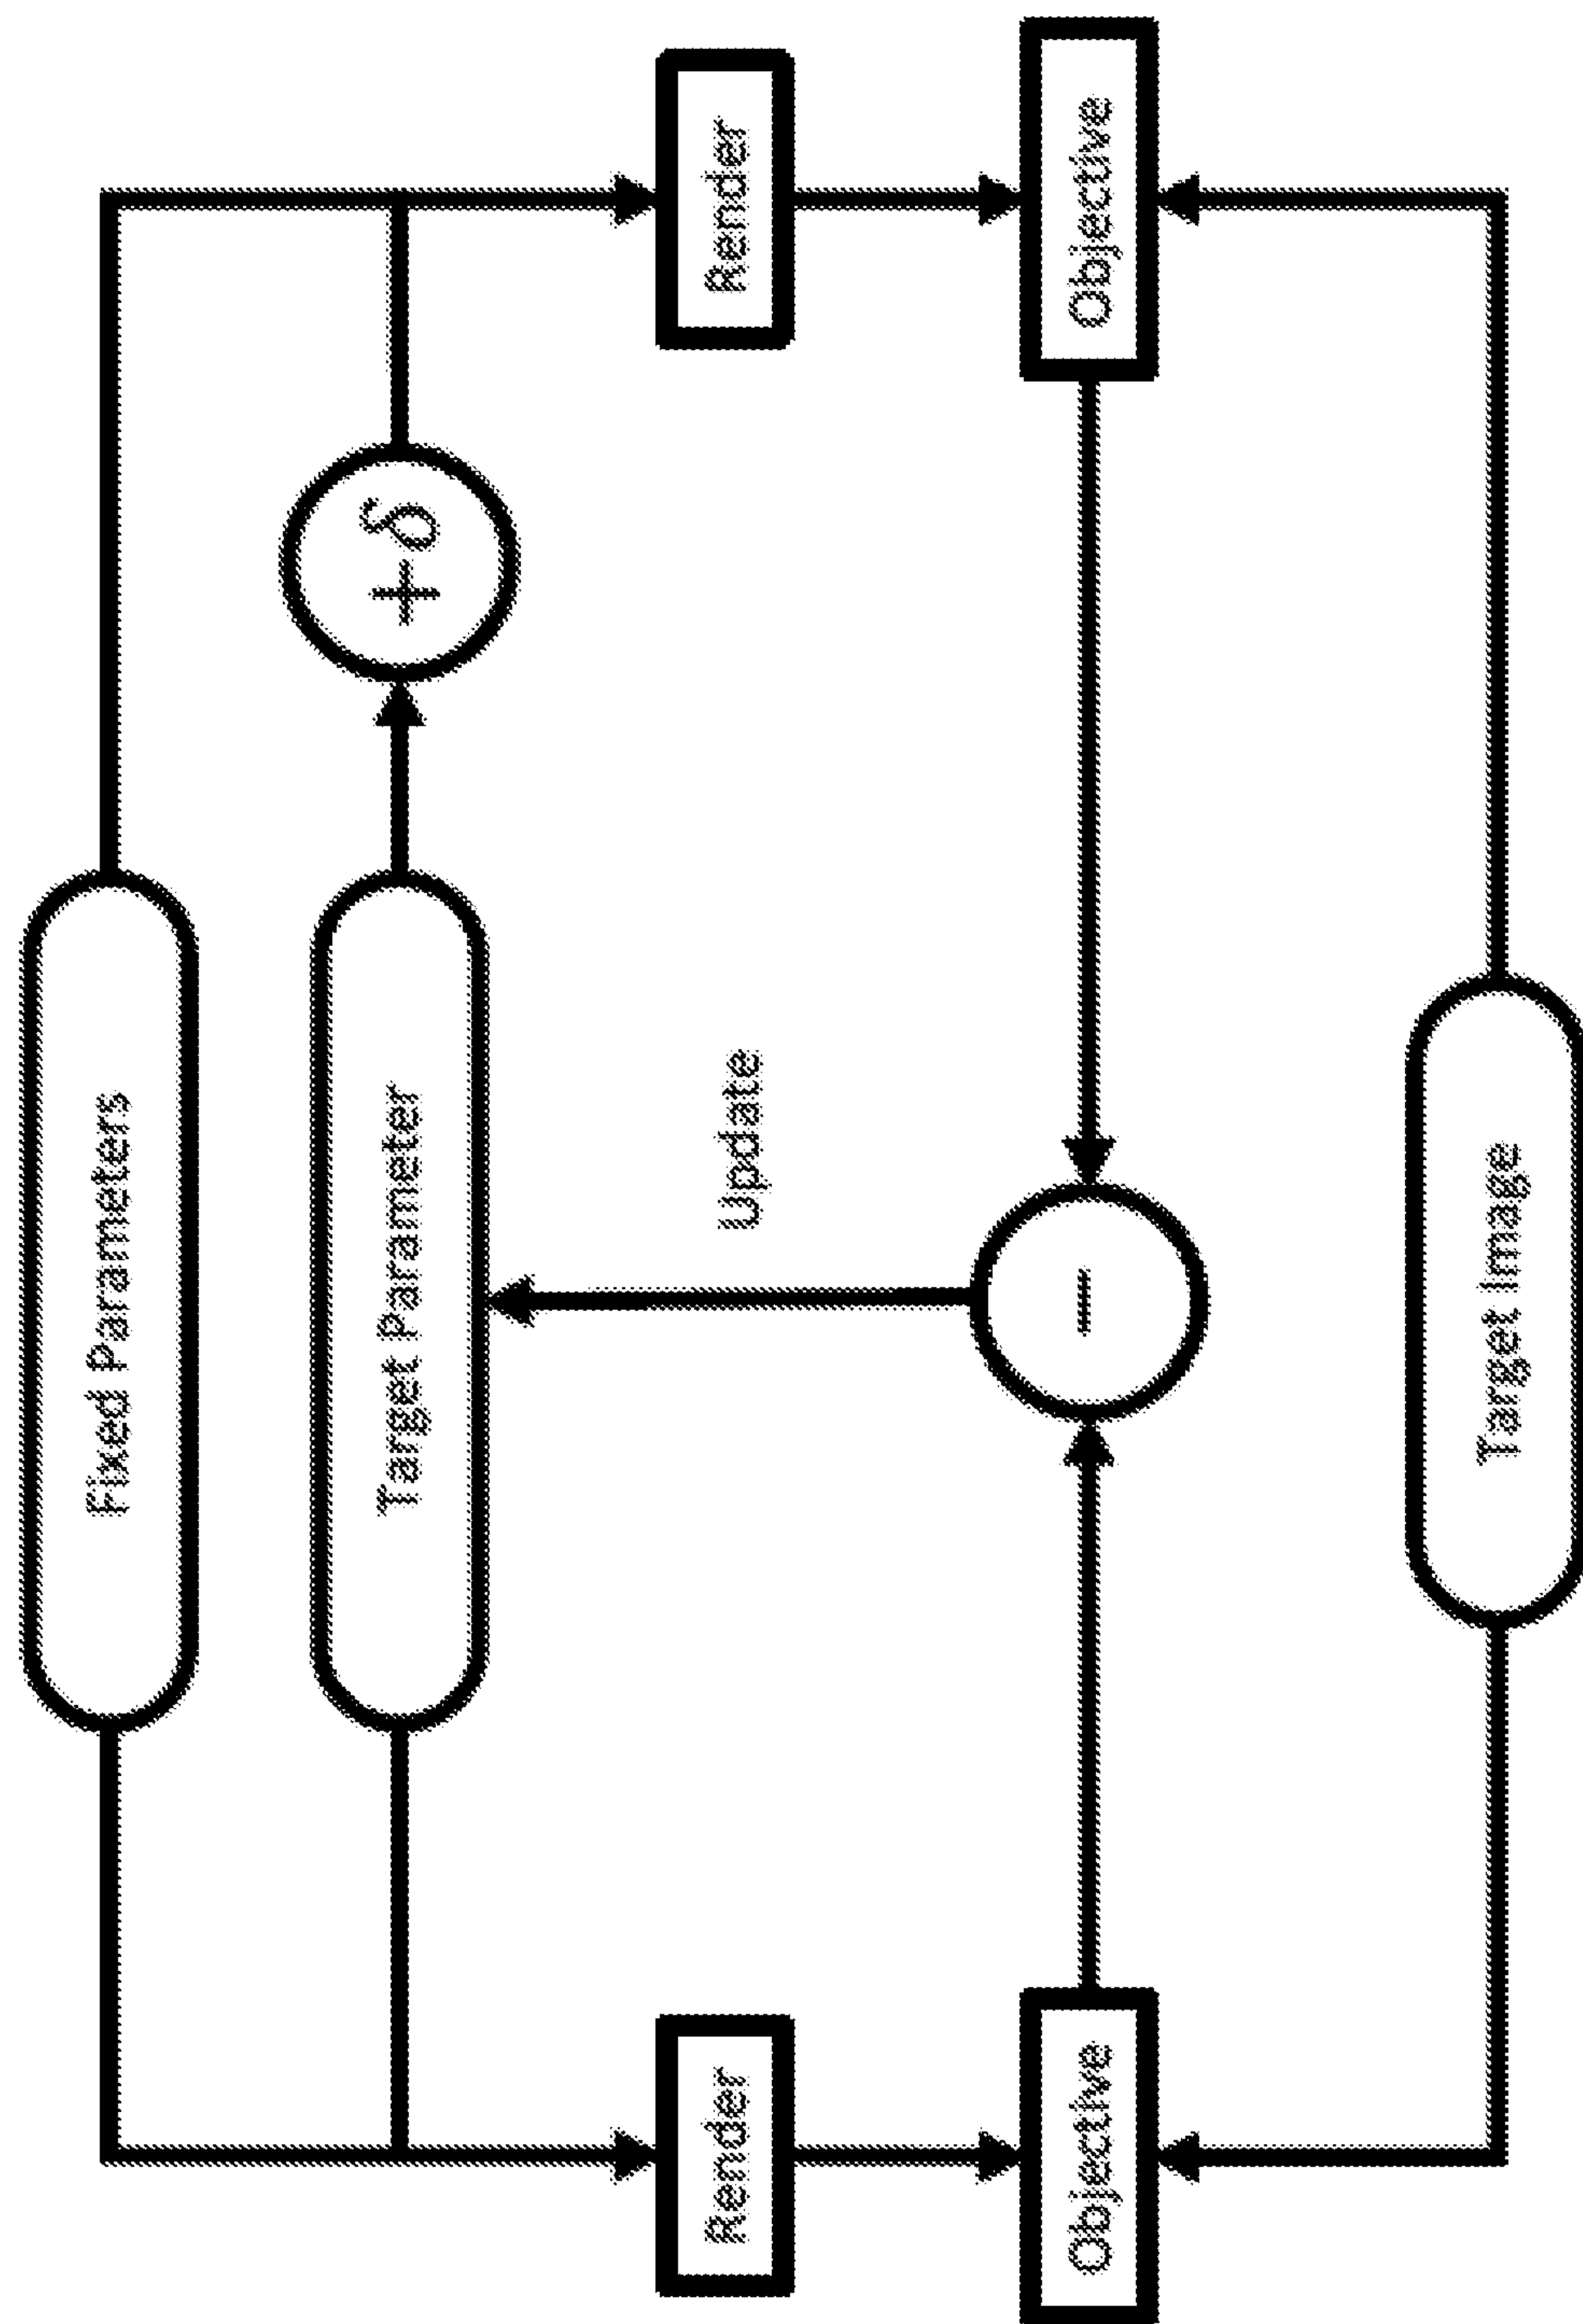 Fixed Parameters
Target Parameter
+δ
Render
Update
Render
Objective
−
Objective
Target Image